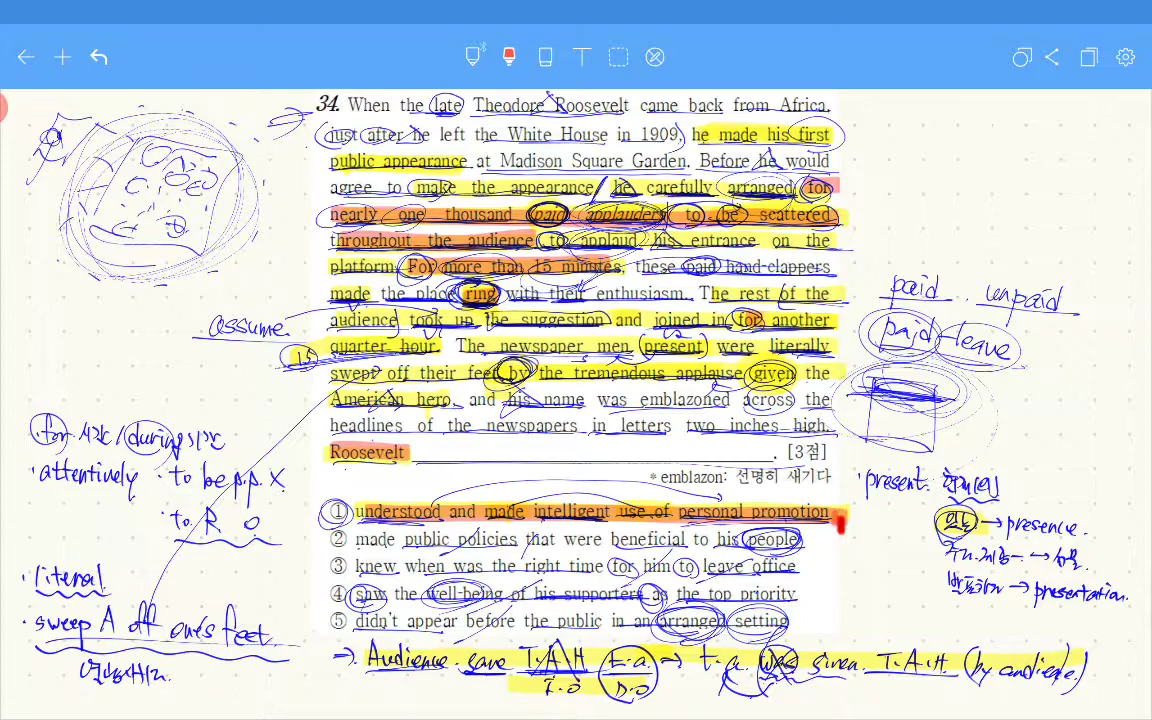 34. When the late Theodore Roosevelt came back from Africa,
just after he left the White House in 1909, he made his first
public appearance at Madison Square Garden. Before he would
agree to make the appearance, he carefully arranged for
nearly one thousand paid applauders to be scattered
throughout the audience to applaud his entrance on the
platform. For more than 15 minutes, these paid hand-clappers
made the place ring with their enthusiasm. The rest of the
audience took up the suggestion and joined in for another
quarter hour. The newspaper men present were literally
swept off their feet by the tremendous applause given the
American hero, and his name was emblazoned across the
headlines of the newspapers in letters two inches high.
Roosevelt ________________. [3점]
* emblazon: 선명히 새기다
① understood and made intelligent use of personal promotion
② made public policies that were beneficial to his people
③ knew when was the right time for him to leave office
④ saw the well-being of his supporters as the top priority
⑤ didn't appear before the public in an arranged setting
assume
15
for / during
· attentively · to be p.p. X
· to R O
· literal
· sweep A off one's feet
paid unpaid
paid leave
· present
→ presence
→ presentation
⇒ Audience gave T·A·H t·a ⇒ t.a. was given T·A·H (by audience)
I·O D·O